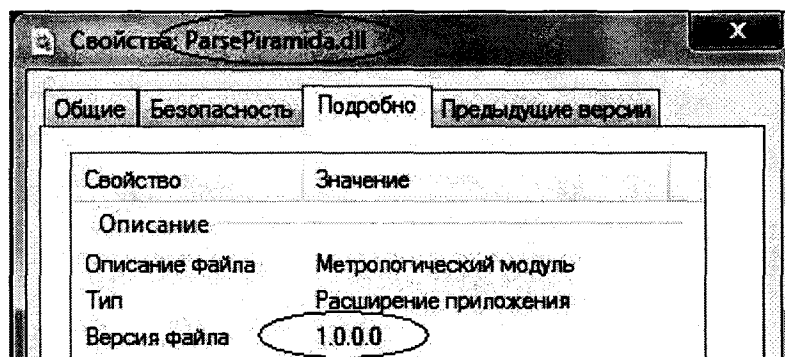 Свойства: ParsePiramida.dll
Общие Безопасность Подробно Предыдущие версии
Свойство Значение
Описание
Описание файла Метрологический модуль
Тип Расширение приложения
Версия файла 1.0.0.0